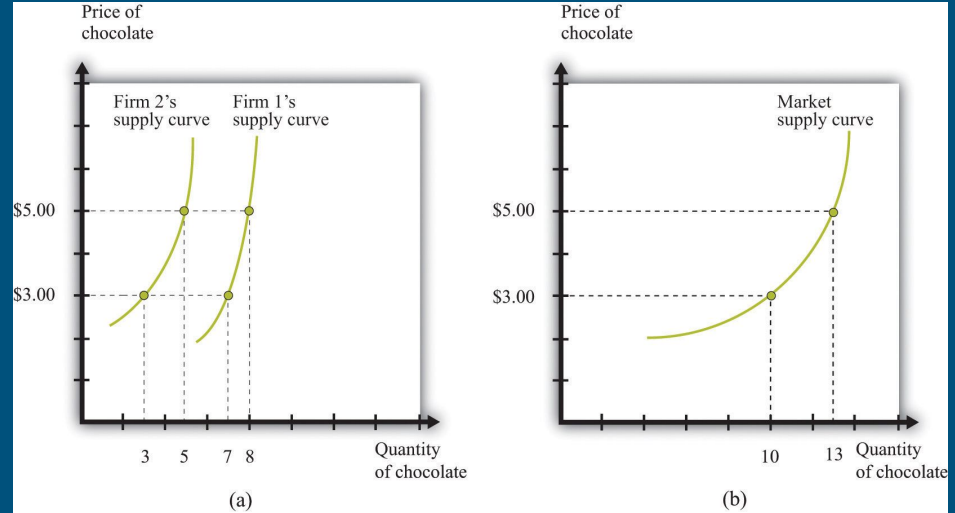 Price of
chocolate
Firm 2's
supply curve
Firm 1's
supply curve
$5.00
$3.00
3 5 7 8
Quantity
of chocolate
(a)
Price of
chocolate
Market
supply curve
$5.00
$3.00
10 13
Quantity
of chocolate
(b)